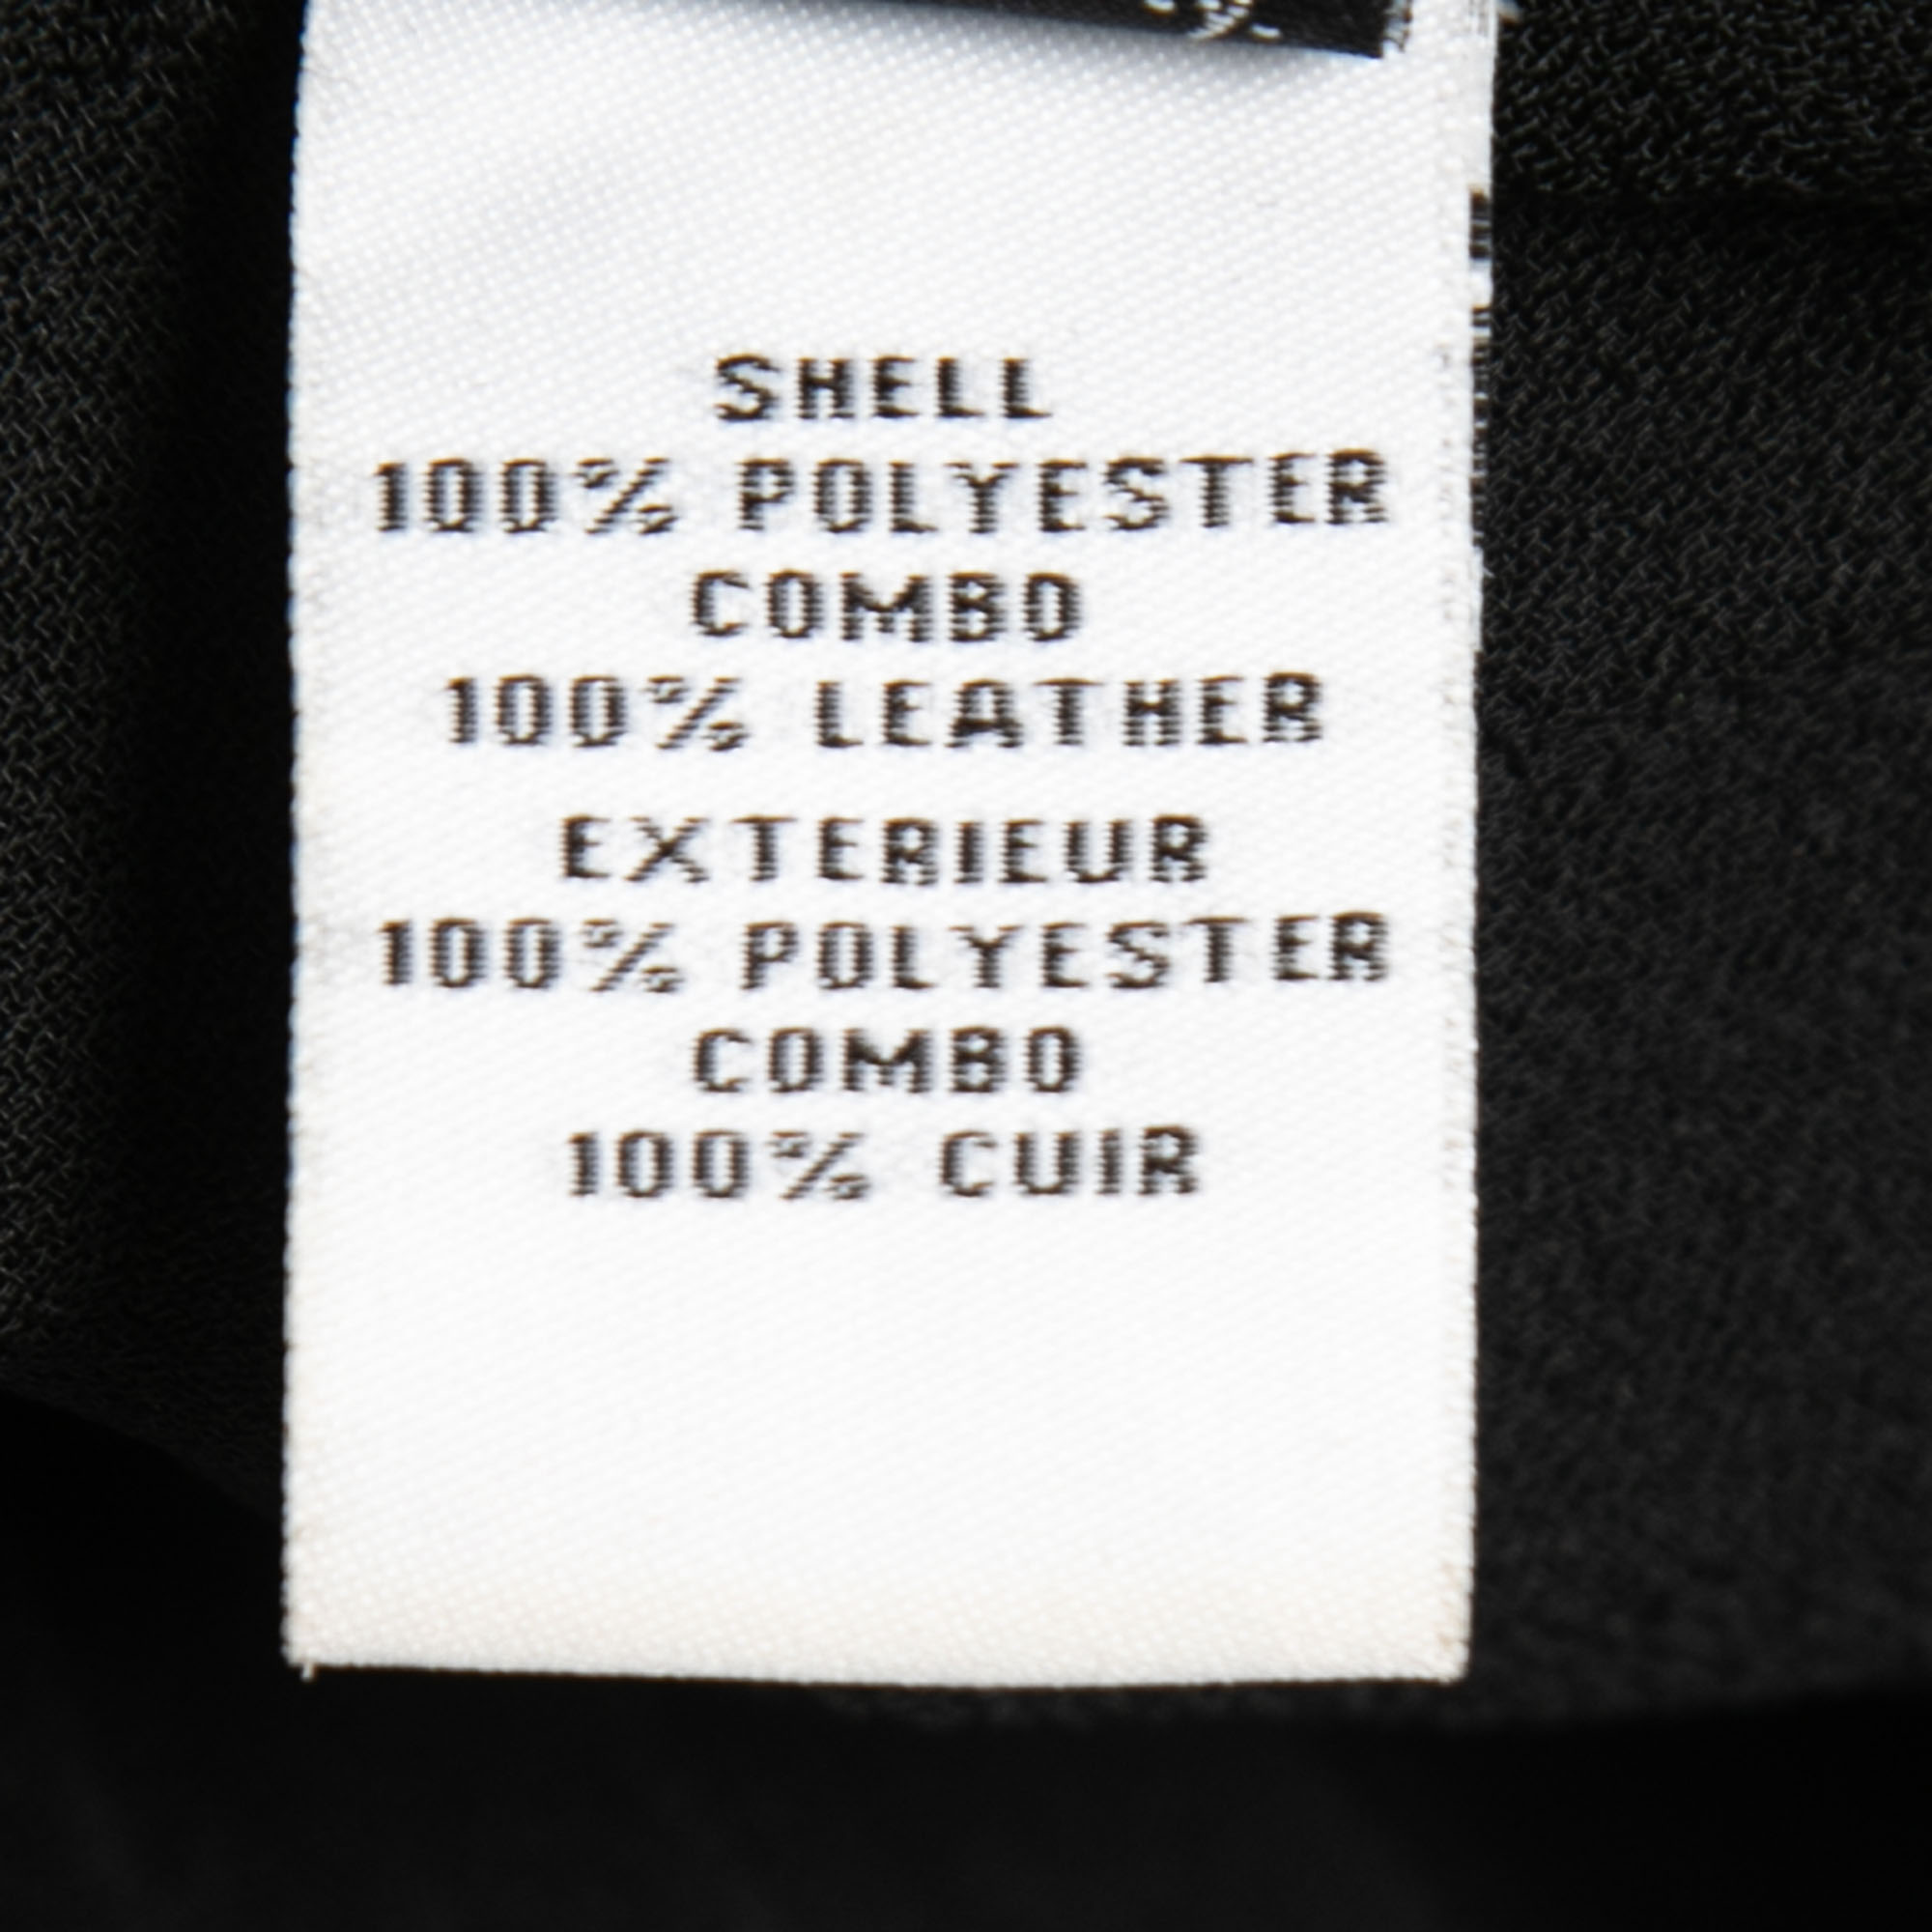 SHELL
100% POLYESTER
COMBO
100% LEATHER
EXTERIEUR
100% POLYESTER
COMBO
100% CUIR